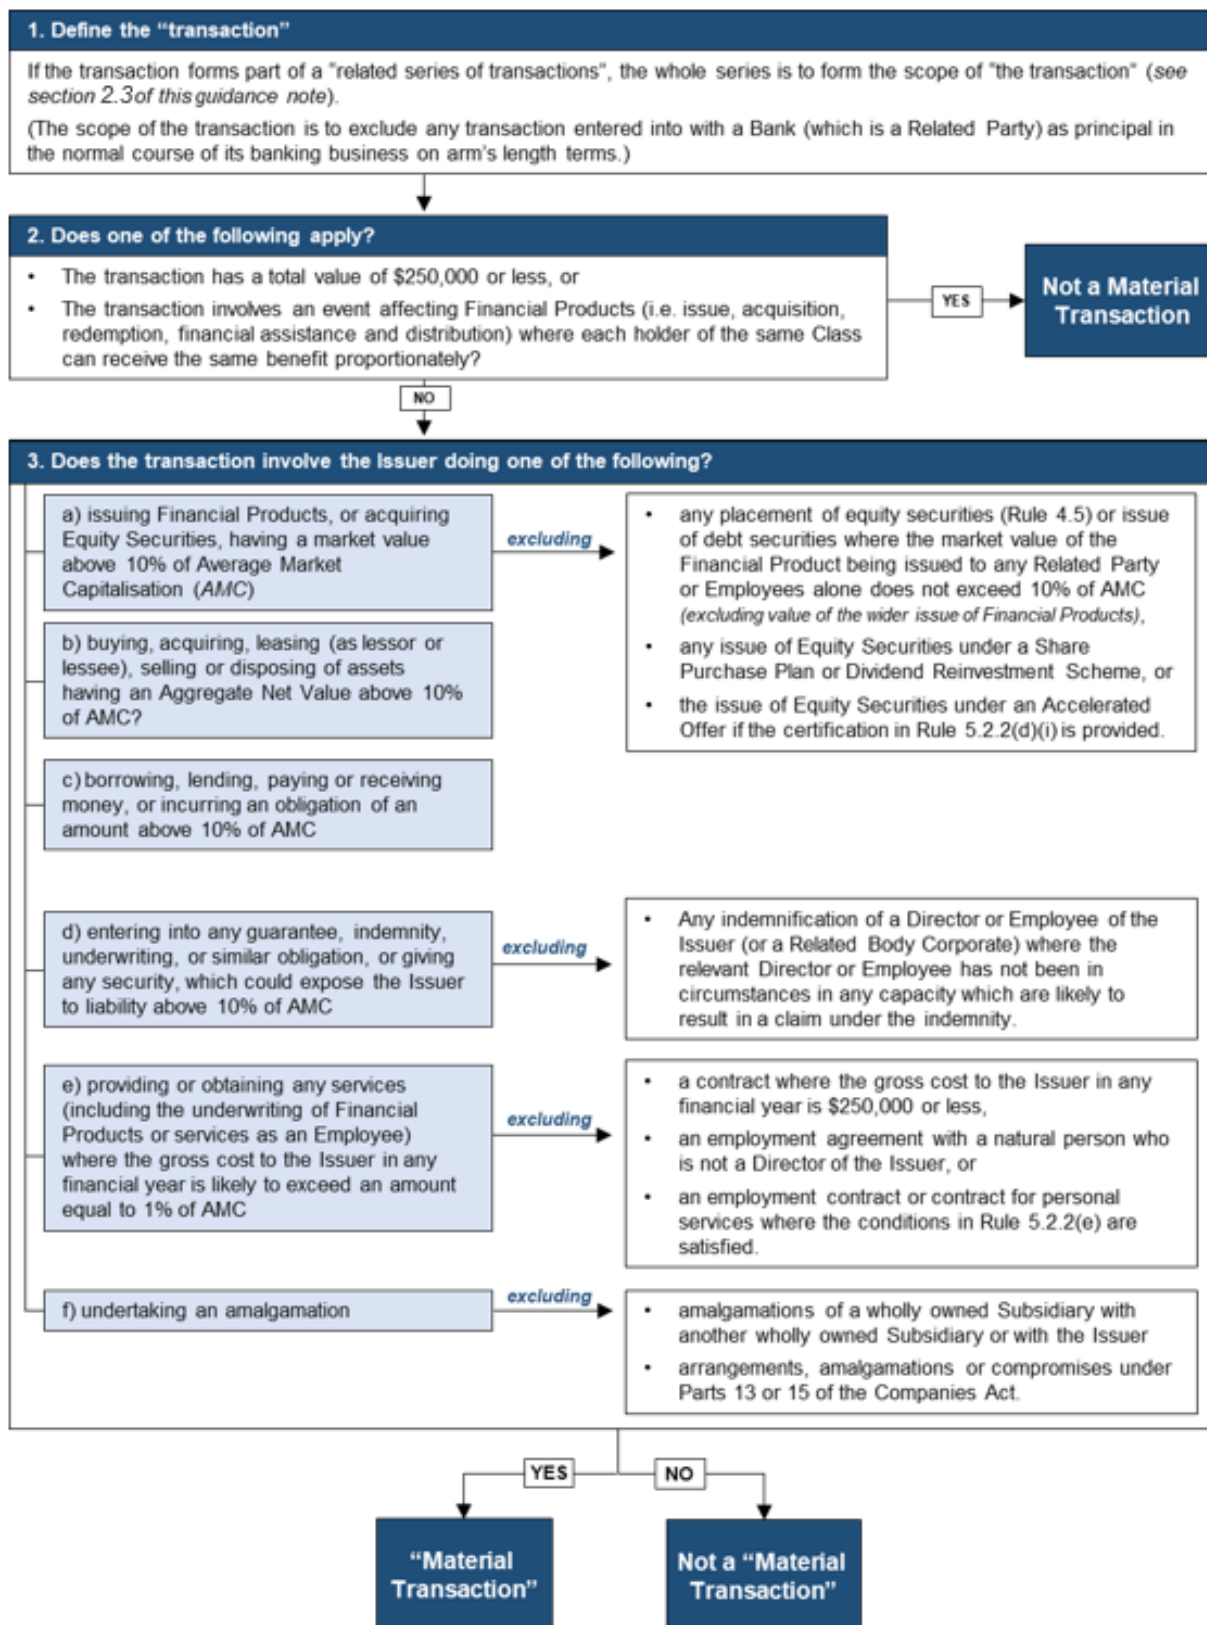 1. Define the “transaction”
If the transaction forms part of a “related series of transactions”, the whole series is to form the scope of “the transaction” (see
section 2.3 of this guidance note).
(The scope of the transaction is to exclude any transaction entered into with a Bank (which is a Related Party) as principal in
the normal course of its banking business on arm’s length terms.)
2. Does one of the following apply?
• The transaction has a total value of $250,000 or less, or
• The transaction involves an event affecting Financial Products (i.e. issue, acquisition,
redemption, financial assistance and distribution) where each holder of the same Class
can receive the same benefit proportionately?
YES
Not a Material
Transaction
NO
3. Does the transaction involve the Issuer doing one of the following?
a) issuing Financial Products, or acquiring
Equity Securities, having a market value
above 10% of Average Market
Capitalisation (AMC)
excluding
• any placement of equity securities (Rule 4.5) or issue
of debt securities where the market value of the
Financial Product being issued to any Related Party
or Employees alone does not exceed 10% of AMC
(excluding value of the wider issue of Financial Products),
• any issue of Equity Securities under a Share
Purchase Plan or Dividend Reinvestment Scheme, or
• the issue of Equity Securities under an Accelerated
Offer if the certification in Rule 5.2.2(d)(i) is provided.
b) buying, acquiring, leasing (as lessor or
lessee), selling or disposing of assets
having an Aggregate Net Value above 10%
of AMC?
c) borrowing, lending, paying or receiving
money, or incurring an obligation of an
amount above 10% of AMC
d) entering into any guarantee, indemnity,
underwriting, or similar obligation, or giving
any security, which could expose the Issuer
to liability above 10% of AMC
excluding
• Any indemnification of a Director or Employee of the
Issuer (or a Related Body Corporate) where the
relevant Director or Employee has not been in
circumstances in any capacity which are likely to
result in a claim under the indemnity.
e) providing or obtaining any services
(including the underwriting of Financial
Products or services as an Employee)
where the gross cost to the Issuer in any
financial year is likely to exceed an amount
equal to 1% of AMC
excluding
• a contract where the gross cost to the Issuer in any
financial year is $250,000 or less,
• an employment agreement with a natural person who
is not a Director of the Issuer, or
• an employment contract or contract for personal
services where the conditions in Rule 5.2.2(e) are
satisfied.
f) undertaking an amalgamation
excluding
• amalgamations of a wholly owned Subsidiary with
another wholly owned Subsidiary or with the Issuer
• arrangements, amalgamations or compromises under
Parts 13 or 15 of the Companies Act.
YES
NO
“Material
Transaction”
Not a “Material
Transaction”